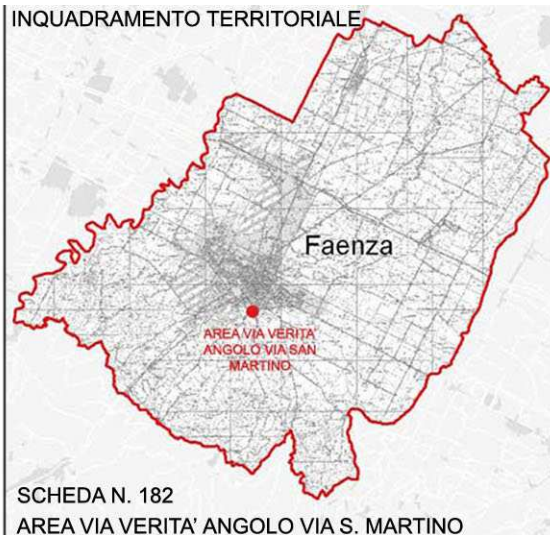 INQUADRAMENTO TERRITORIALE
Faenza
AREA VIA VERITA'
ANGOLO VIA SAN
MARTINO
SCHEDA N. 182
AREA VIA VERITA' ANGOLO VIA S. MARTINO